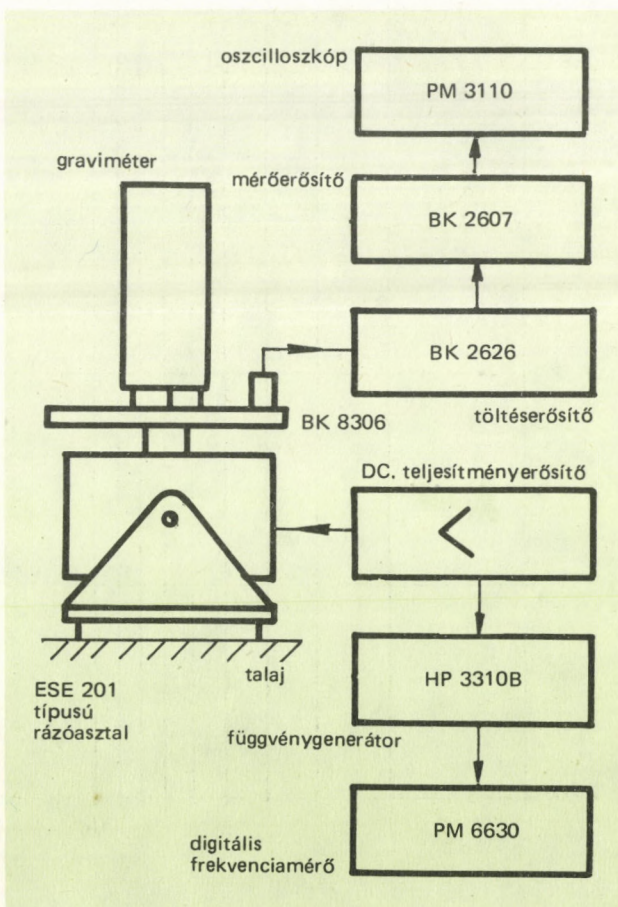 oszcilloszkóp
PM 3110
graviméter
mérőerősítő
BK 2607
BK 2626
BK 8306
töltéserősítő
DC. teljesítményerősítő
talaj
ESE 201
típusú
rázóasztal
HP 3310B
függvénygenerátor
PM 6630
digitális
frekvenciamérő